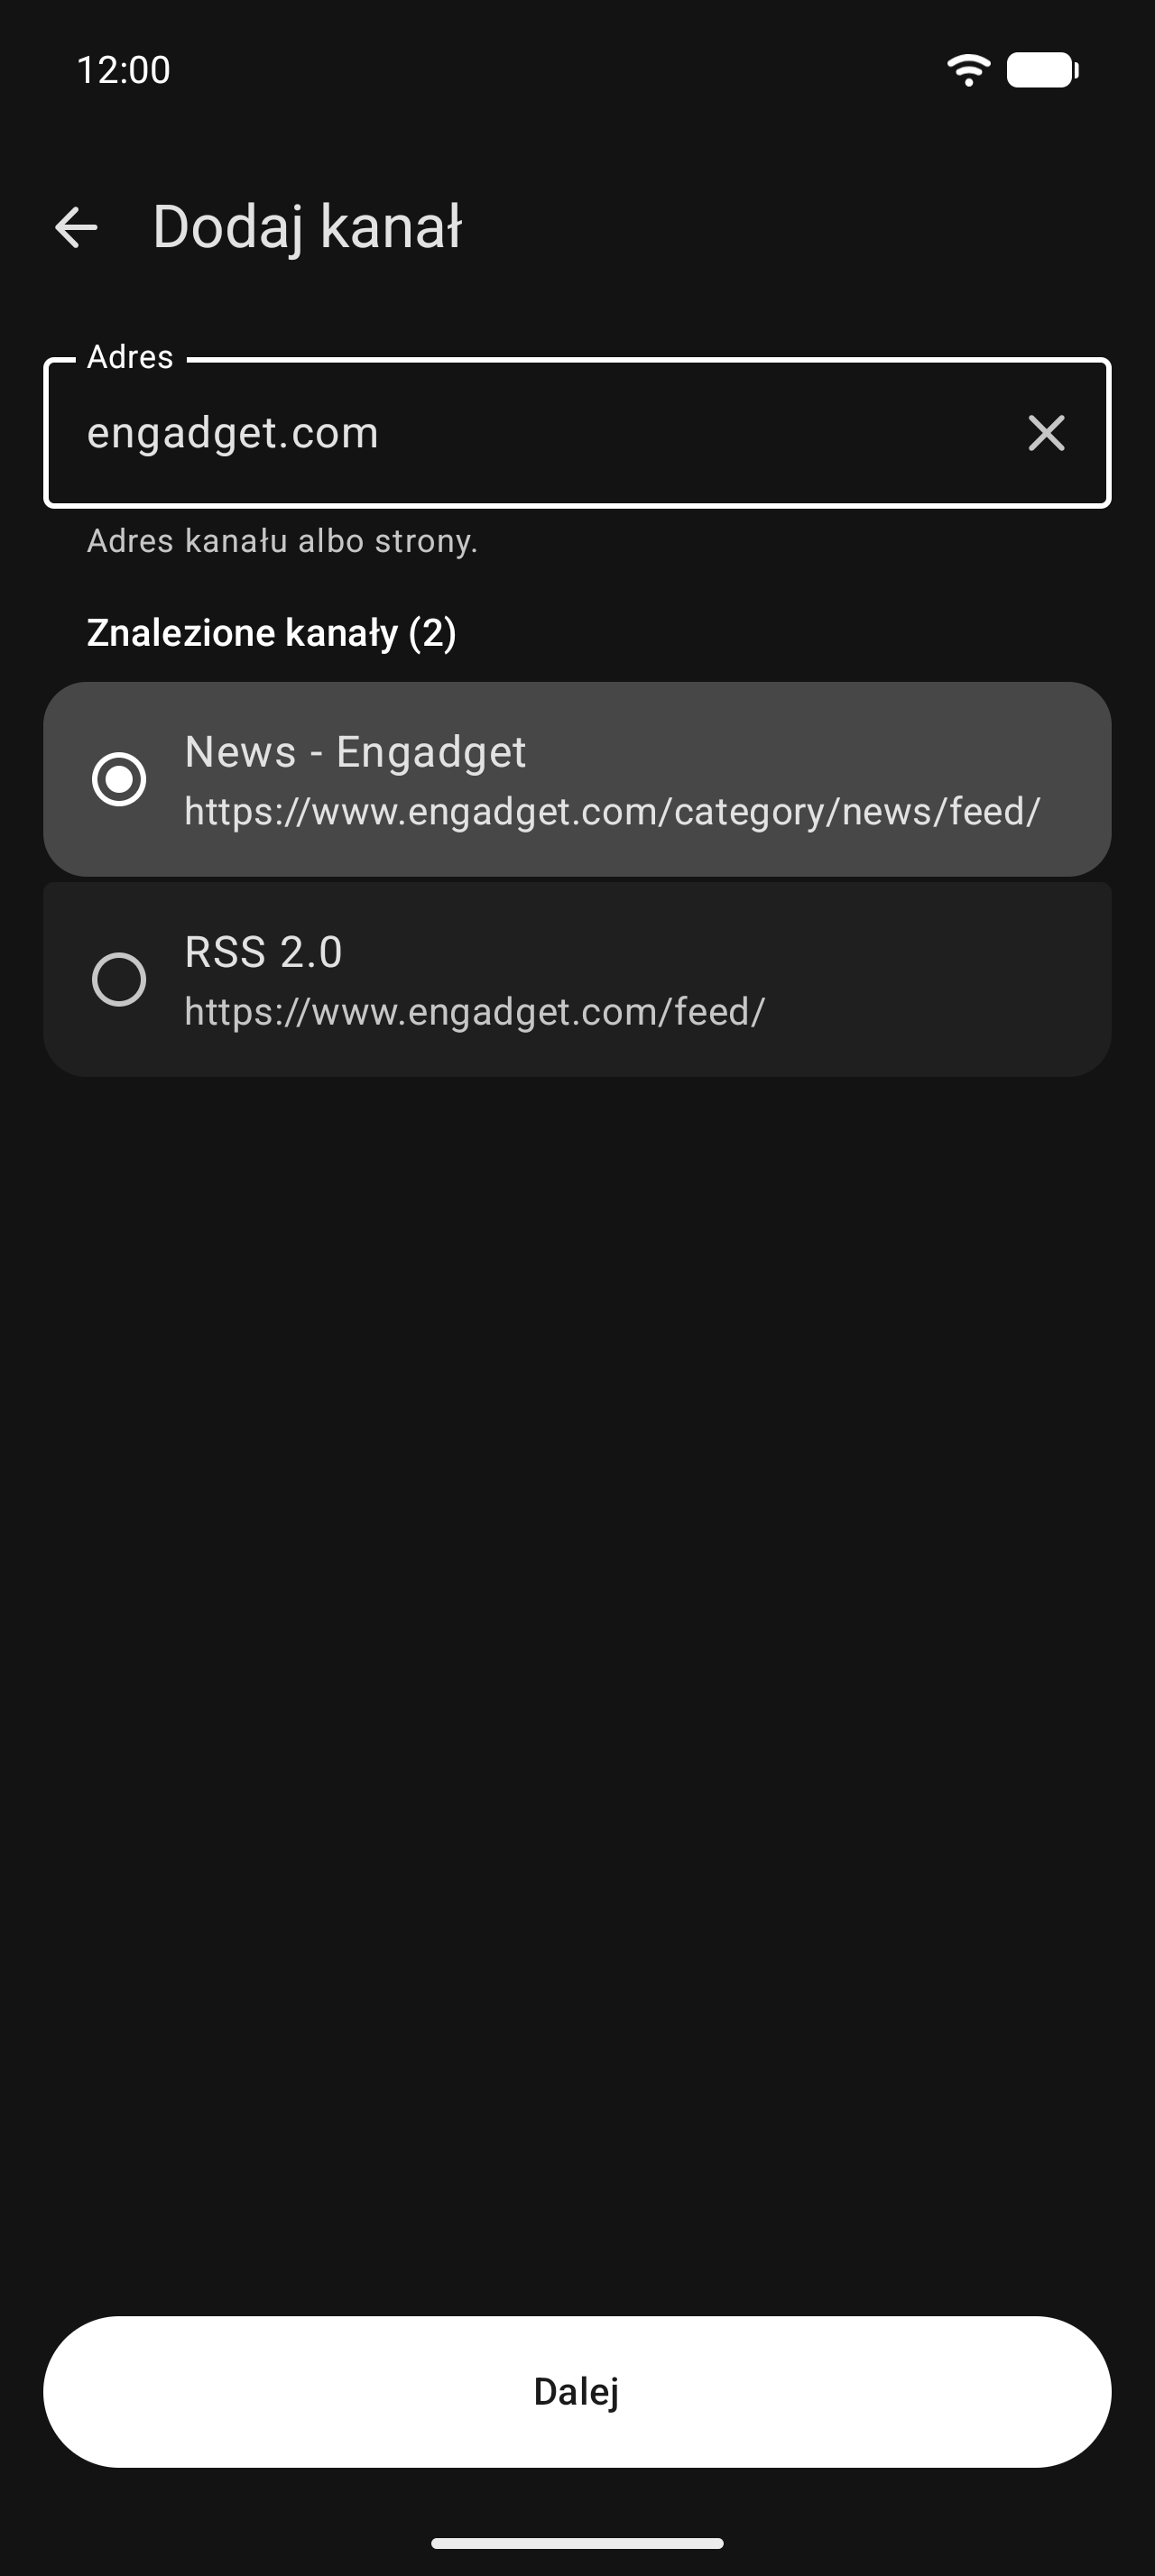 12:00
Dodaj kanał
Adres
engadget.com
Adres kanału albo strony.
Znalezione kanały (2)
News - Engadget
https://www.engadget.com/category/news/feed/
RSS 2.0
https://www.engadget.com/feed/
Dalej